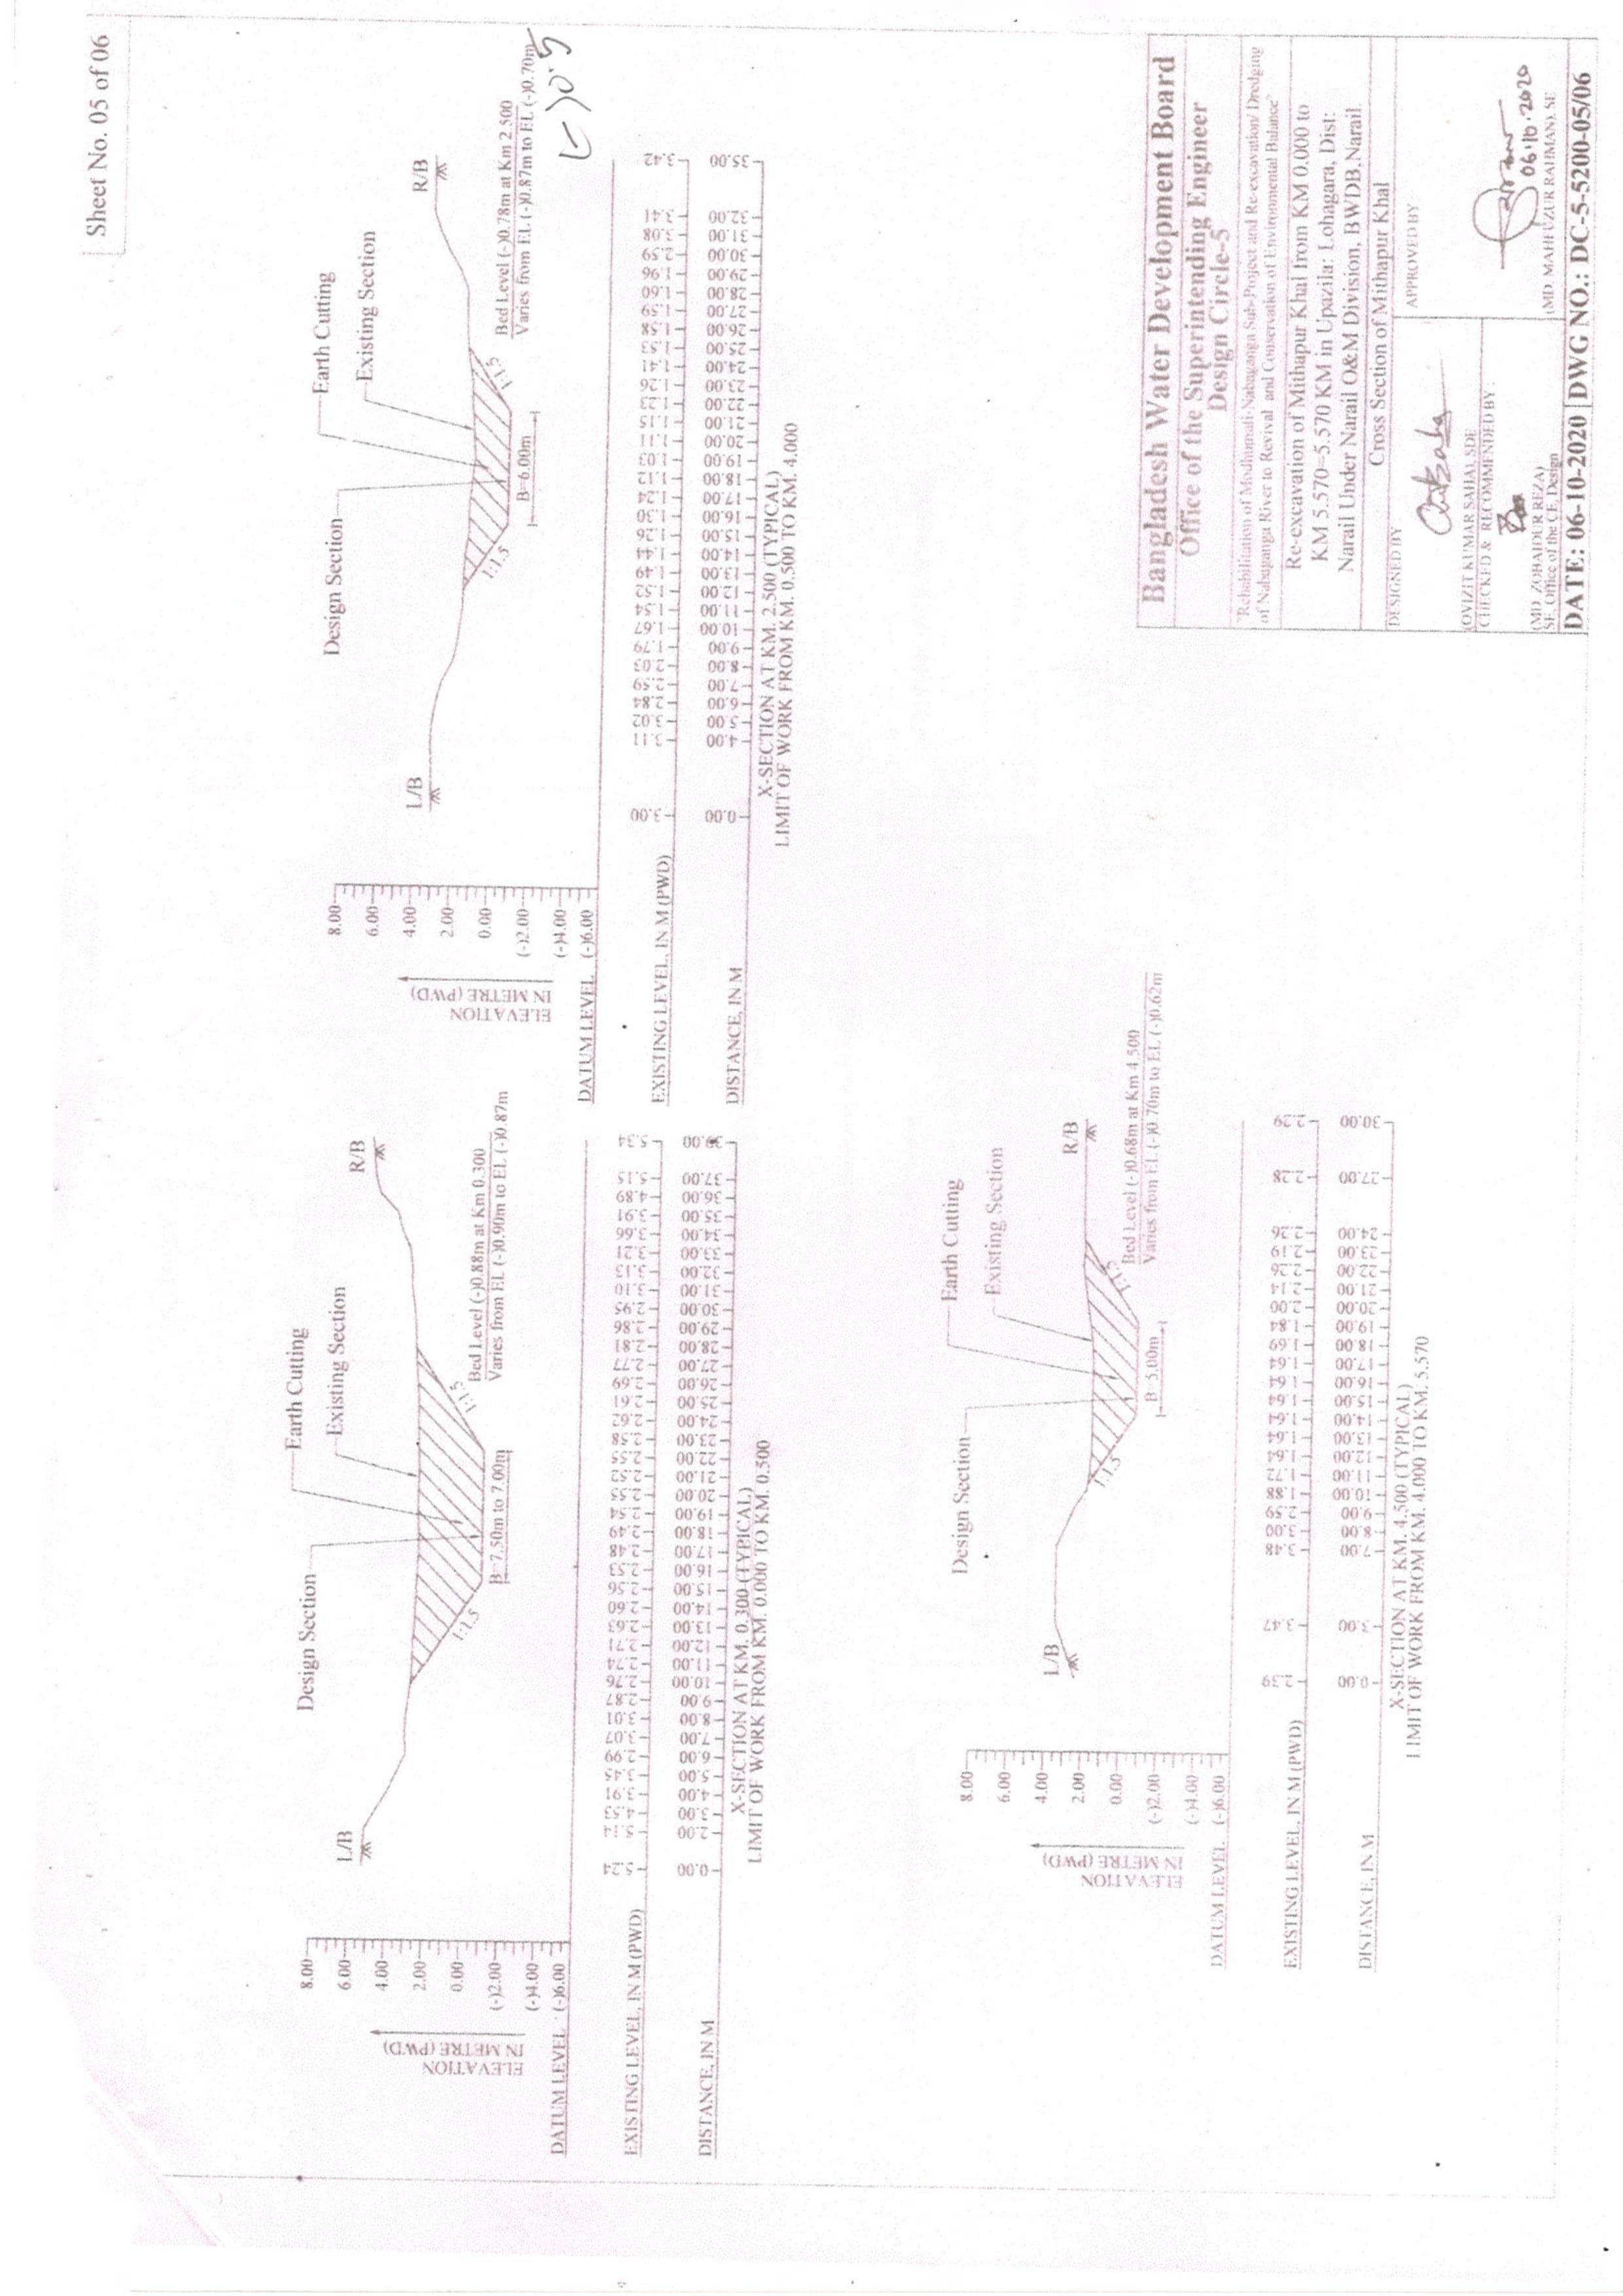 Sheet No. 05 of 06
L/B
R/B
Design Section
Earth Cutting
Existing Section
1:1.5
1:1.5
B=7.50m to 7.00m
Bed Level (-)0.88m at Km 0.300
Varies from EL (-)0.90m to EL (-)0.87m
ELEVATION
IN METRE (PWD)
8.00
6.00
4.00
2.00
0.00
(-)2.00
(-)4.00
DATUM LEVEL (-)6.00
EXISTING LEVEL, IN M (PWD) 5.24 5.14 4.53 3.91 3.45 2.99 3.07 3.01 2.87 2.76 2.74 2.71 2.63 2.60 2.56 2.53 2.48 2.49 2.54 2.55 2.52 2.55 2.58 2.62 2.61 2.69 2.77 2.81 2.86 2.95 3.10 3.13 3.21 3.66 3.91 4.89 5.15 5.34
DISTANCE, IN M 0.00 2.00 3.00 4.00 5.00 6.00 7.00 8.00 9.00 10.00 11.00 12.00 13.00 14.00 15.00 16.00 17.00 18.00 19.00 20.00 21.00 22.00 23.00 24.00 25.00 26.00 27.00 28.00 29.00 30.00 31.00 32.00 33.00 34.00 35.00 36.00 37.00 39.00
X-SECTION AT KM. 0.300 (TYPICAL)
LIMIT OF WORK FROM KM. 0.000 TO KM. 0.500
L/B
R/B
Design Section
Earth Cutting
Existing Section
1:1.5
1:1.5
B=6.00m
Bed Level (-)0.78m at Km 2.500
Varies from EL (-)0.87m to EL (-)0.70m
ELEVATION
IN METRE (PWD)
8.00
6.00
4.00
2.00
0.00
(-)2.00
(-)4.00
DATUM LEVEL (-)6.00
EXISTING LEVEL, IN M (PWD) 3.00 3.11 3.02 2.84 2.59 2.03 1.79 1.67 1.54 1.52 1.49 1.44 1.26 1.30 1.24 1.12 1.03 1.11 1.15 1.23 1.26 1.41 1.53 1.58 1.59 1.60 1.96 2.59 3.08 3.41 3.42
DISTANCE, IN M 0.00 4.00 5.00 6.00 7.00 8.00 9.00 10.00 11.00 12.00 13.00 14.00 15.00 16.00 17.00 18.00 19.00 20.00 21.00 22.00 23.00 24.00 25.00 26.00 27.00 28.00 29.00 30.00 31.00 32.00 35.00
X-SECTION AT KM. 2.500 (TYPICAL)
LIMIT OF WORK FROM KM. 0.500 TO KM. 4.000
L/B
R/B
Design Section
Earth Cutting
Existing Section
1:1.5
1:1.5
B=5.00m
Bed Level (-)0.68m at Km 4.500
Varies from EL (-)0.70m to EL (-)0.62m
ELEVATION
IN METRE (PWD)
8.00
6.00
4.00
2.00
0.00
(-)2.00
(-)4.00
DATUM LEVEL (-)6.00
EXISTING LEVEL, IN M (PWD) 2.39 3.47 3.48 3.00 2.59 1.88 1.72 1.64 1.64 1.64 1.64 1.64 1.64 1.69 1.84 2.00 2.14 2.26 2.19 2.26 2.28 2.29
DISTANCE, IN M 0.00 3.00 7.00 8.00 9.00 10.00 11.00 12.00 13.00 14.00 15.00 16.00 17.00 18.00 19.00 20.00 21.00 22.00 23.00 24.00 27.00 30.00
X-SECTION AT KM. 4.500 (TYPICAL)
LIMIT OF WORK FROM KM. 4.000 TO KM. 5.570
Bangladesh Water Development Board
Office of the Superintending Engineer
Design Circle-5
"Rehabilitation of Modhumati-Nabaganga Sub-Project and Re-excavation/ Dredging
of Nabaganga River to Revival and Conservation of Environmental Balance"
Re-excavation of Mithapur Khal from KM 0.000 to
KM 5.570=5.570 KM in Upazila: Lohagara, Dist:
Narail Under Narail O&M Division, BWDB, Narail.
Cross Section of Mithapur Khal
DESIGNED BY
(OVIZIT KUMAR SAHA), SDE
CHECKED & RECOMMENDED BY
(MD. ZOBAIDUR REZA)
SE, Office of the CE, Design
APPROVED BY
06.10.2020
(MD. MAHFUZUR RAHMAN), SE
DATE: 06-10-2020 DWG NO.: DC-5-5200-05/06